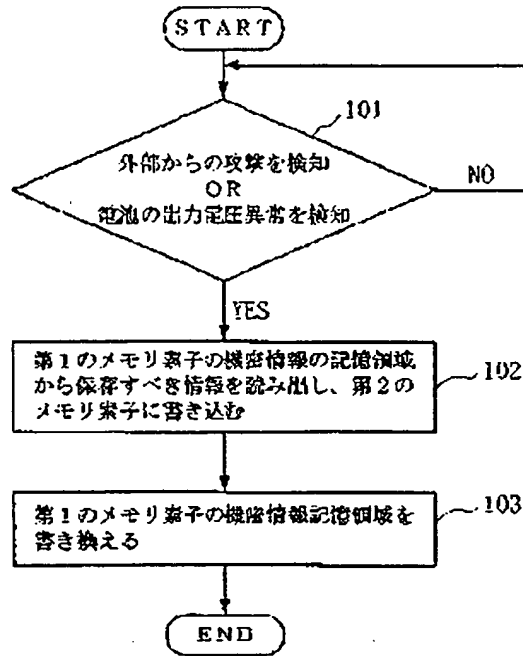 START
101
外部からの攻撃を検知
OR
電池の出力電圧異常を検知
NO
YES
第1のメモリ素子の機密情報の記憶領域
から保存すべき情報を読み出し、第2の
メモリ素子に書き込む
102
第1のメモリ素子の機密情報記憶領域を
書き換える
103
END